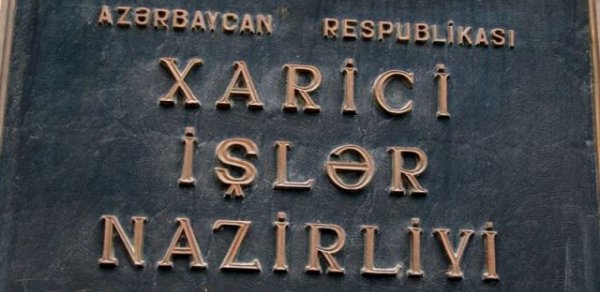 AZƏRBAYCAN RESPUBLİKASI
XARİCİ
İŞLƏR
NAZİRLİYİ